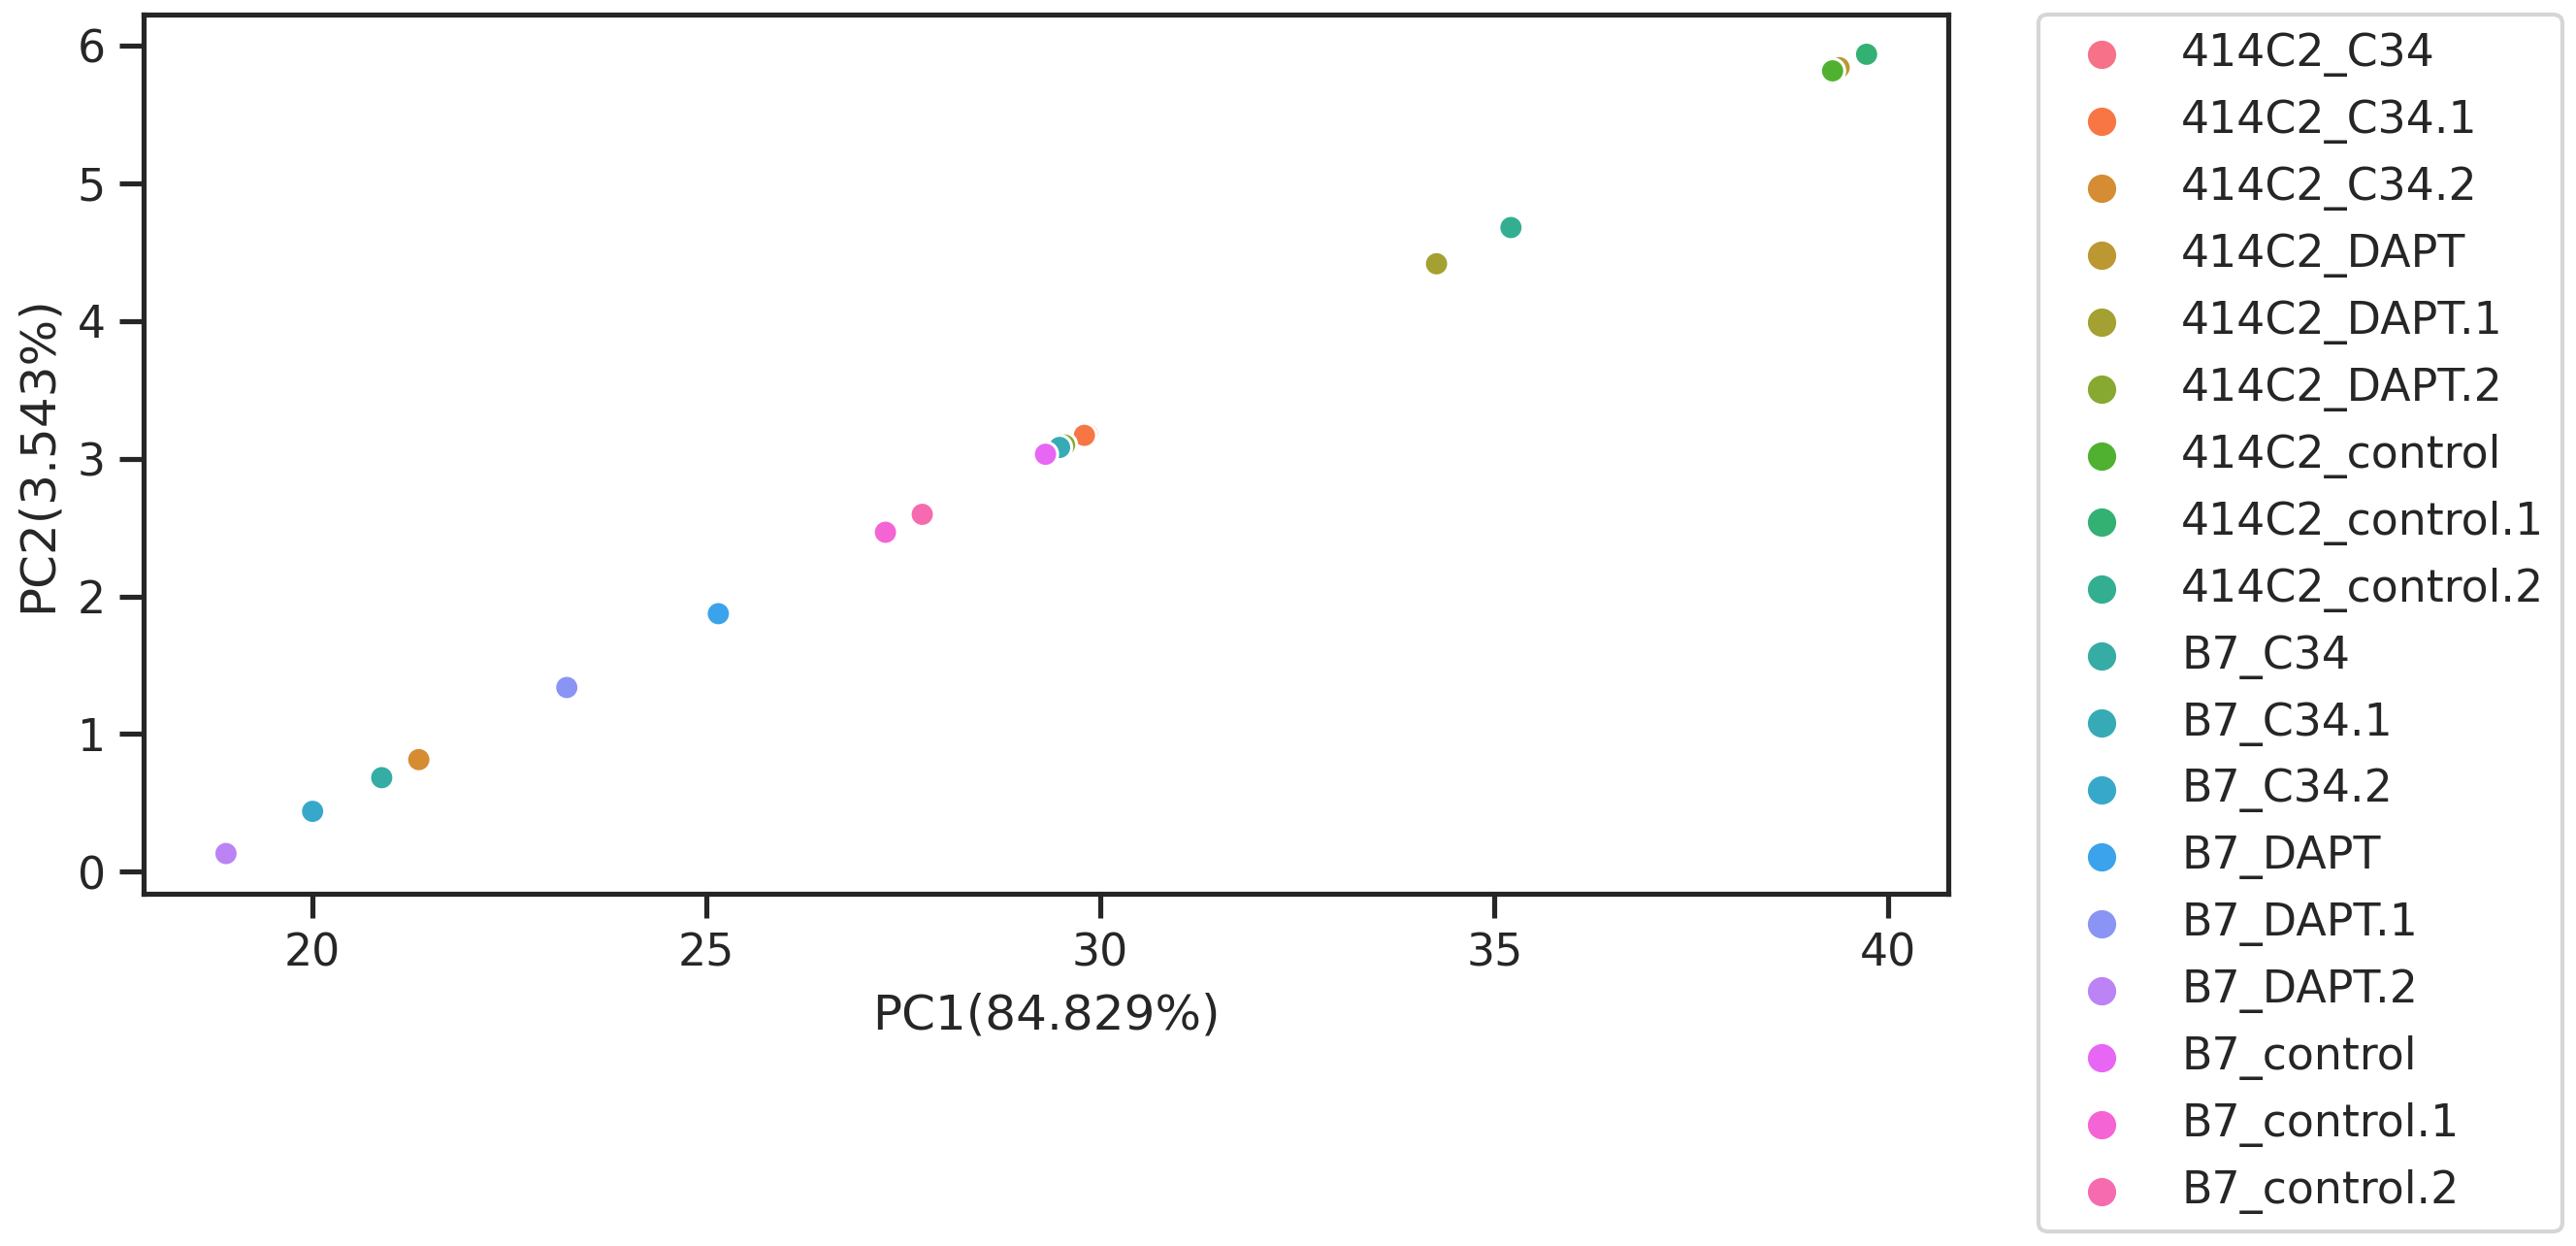 6
5
4
3
2
1
0
PC2(3.543%)
20 25 30 35 40
PC1(84.829%)
414C2_C34
414C2_C34.1
414C2_C34.2
414C2_DAPT
414C2_DAPT.1
414C2_DAPT.2
414C2_control
414C2_control.1
414C2_control.2
B7_C34
B7_C34.1
B7_C34.2
B7_DAPT
B7_DAPT.1
B7_DAPT.2
B7_control
B7_control.1
B7_control.2